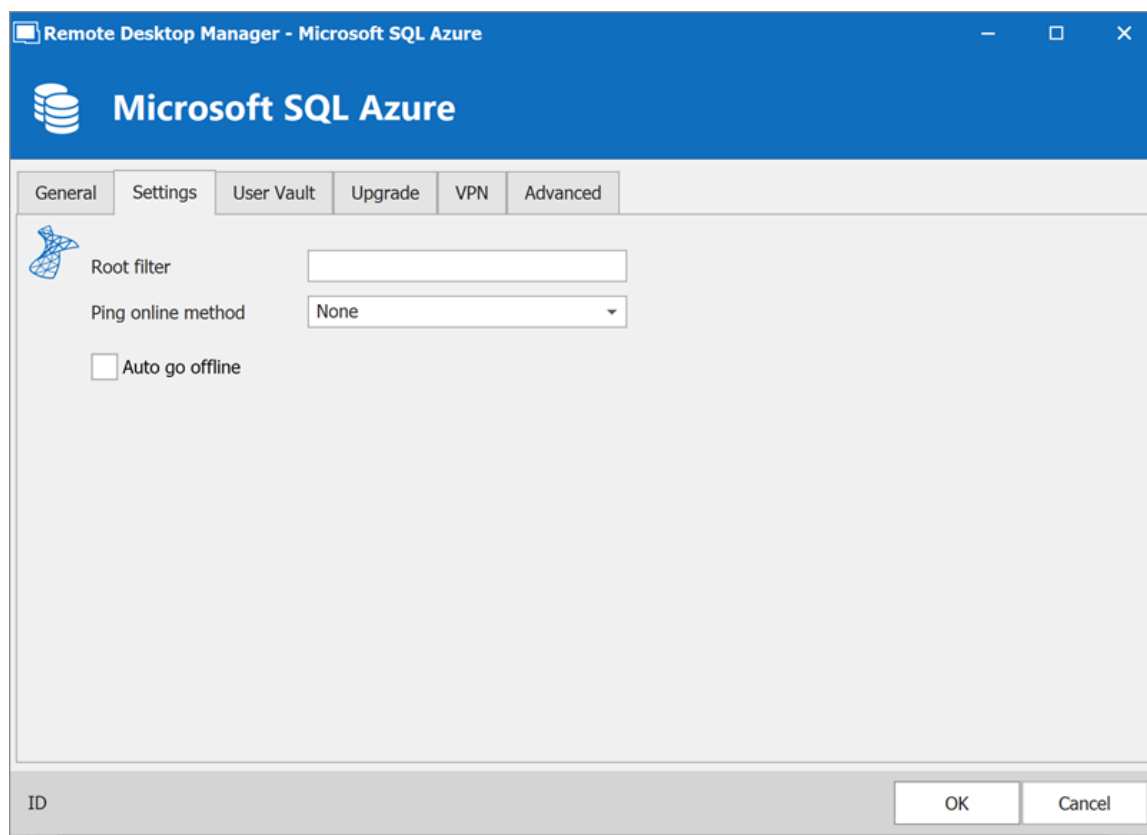 Remote Desktop Manager - Microsoft SQL Azure
Microsoft SQL Azure
General Settings User Vault Upgrade VPN Advanced
Root filter
Ping online method None
Auto go offline
ID OK Cancel